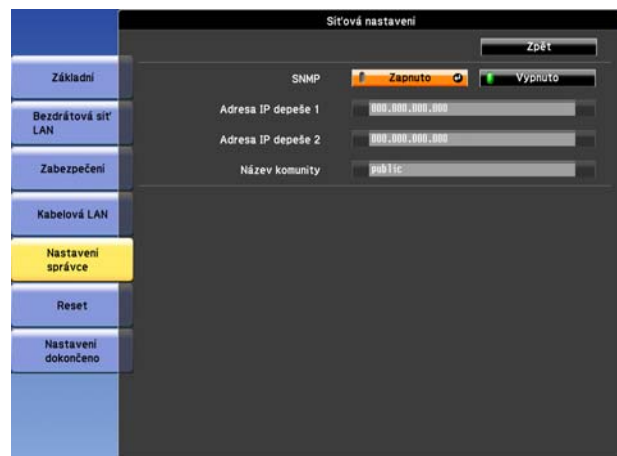 Síťová nastavení
Zpět
Základní
SNMP Zapnuto Vypnuto
Bezdrátová síť
LAN
Adresa IP depeše 1 000.000.000.000
Adresa IP depeše 2 000.000.000.000
Zabezpečení
Název komunity public
Kabelová LAN
Nastavení
správce
Reset
Nastavení
dokončeno